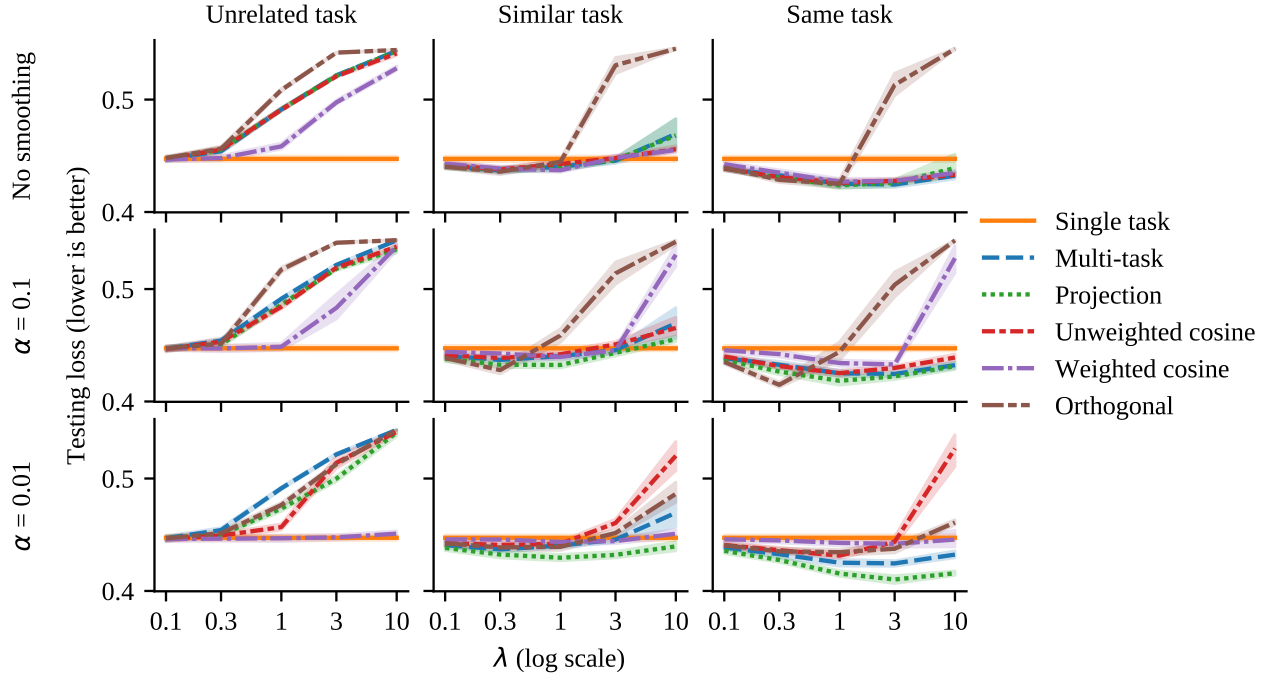 Unrelated task
Similar task
Same task
No smoothing
α = 0.1
α = 0.01
Testing loss (lower is better)
0.5
0.4
0.5
0.4
0.5
0.4
0.1 0.3 1 3 10
0.1 0.3 1 3 10
0.1 0.3 1 3 10
λ (log scale)
Single task
Multi-task
Projection
Unweighted cosine
Weighted cosine
Orthogonal